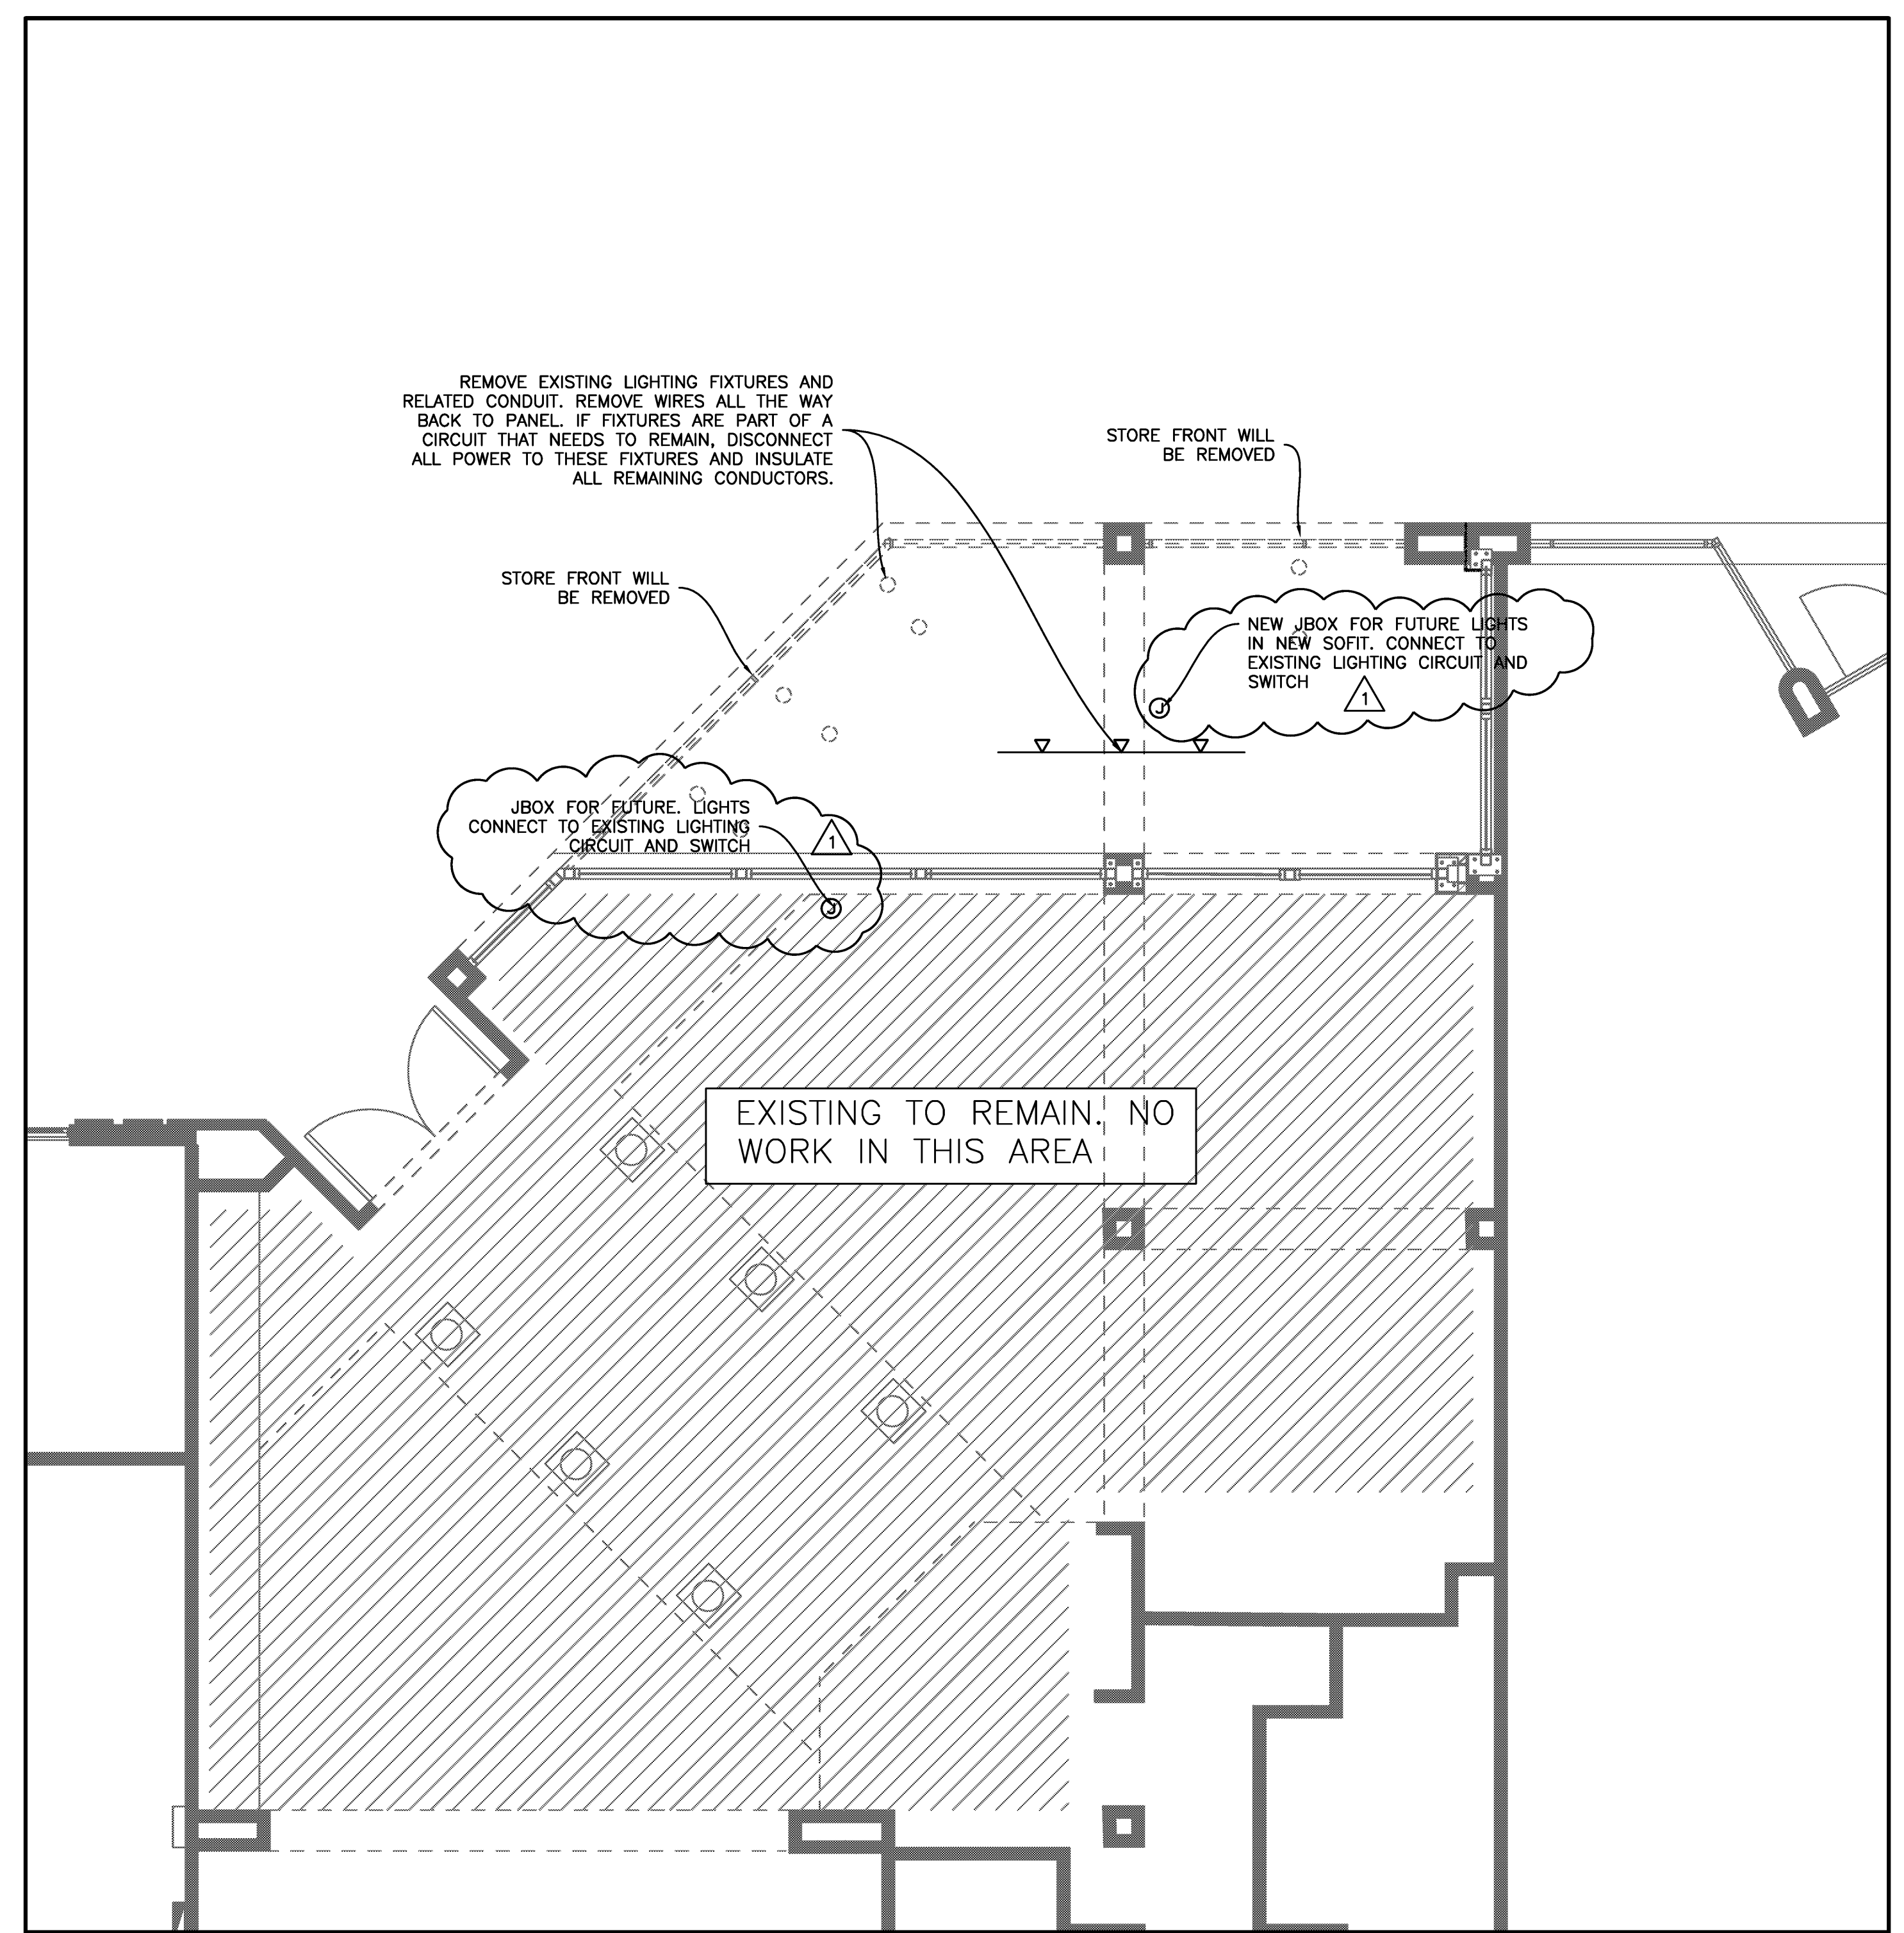 REMOVE EXISTING LIGHTING FIXTURES AND
RELATED CONDUIT. REMOVE WIRES ALL THE WAY
BACK TO PANEL. IF FIXTURES ARE PART OF A
CIRCUIT THAT NEEDS TO REMAIN, DISCONNECT
ALL POWER TO THESE FIXTURES AND INSULATE
ALL REMAINING CONDUCTORS.
STORE FRONT WILL
BE REMOVED
STORE FRONT WILL
BE REMOVED
NEW JBOX FOR FUTURE LIGHTS
IN NEW SOFIT. CONNECT TO
EXISTING LIGHTING CIRCUIT AND
SWITCH
1
J
JBOX FOR FUTURE. LIGHTS
CONNECT TO EXISTING LIGHTING
CIRCUIT AND SWITCH
1
J
EXISTING TO REMAIN. NO
WORK IN THIS AREA